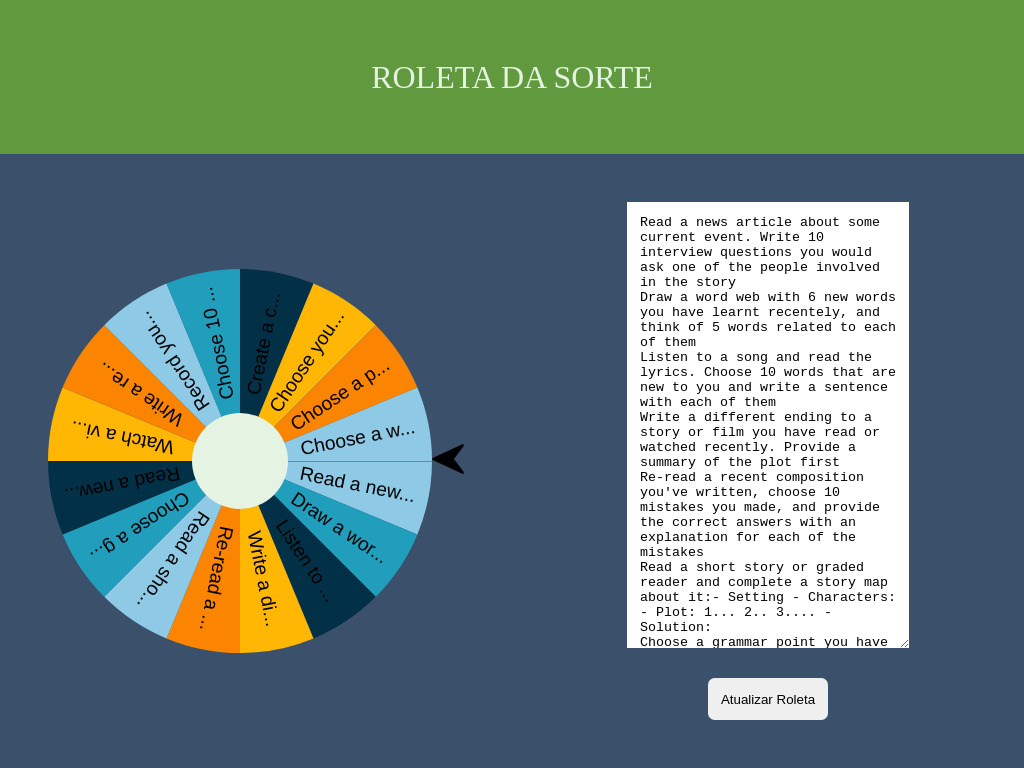 ROLETA DA SORTE
Create a c...
Choose you...
Choose a p...
Choose a w...
Read a new...
Draw a wor...
Listen to ...
Write a di...
Re-read a ...
Read a sho...
Choose a g...
Read a new...
Watch a vi...
Write a re...
Record you...
Choose 10 ...
Read a news article about some
current event. Write 10
interview questions you would
ask one of the people involved
in the story
Draw a word web with 6 new words
you have learnt recentely, and
think of 5 words related to each
of them
Listen to a song and read the
lyrics. Choose 10 words that are
new to you and write a sentence
with each of them
Write a different ending to a
story or film you have read or
watched recently. Provide a
summary of the plot first
Re-read a recent composition
you've written, choose 10
mistakes you made, and provide
the correct answers with an
explanation for each of the
mistakes
Read a short story or graded
reader and complete a story map
about it:- Setting - Characters:
- Plot: 1... 2.. 3.... -
Solution:
Choose a grammar point you have
Atualizar Roleta